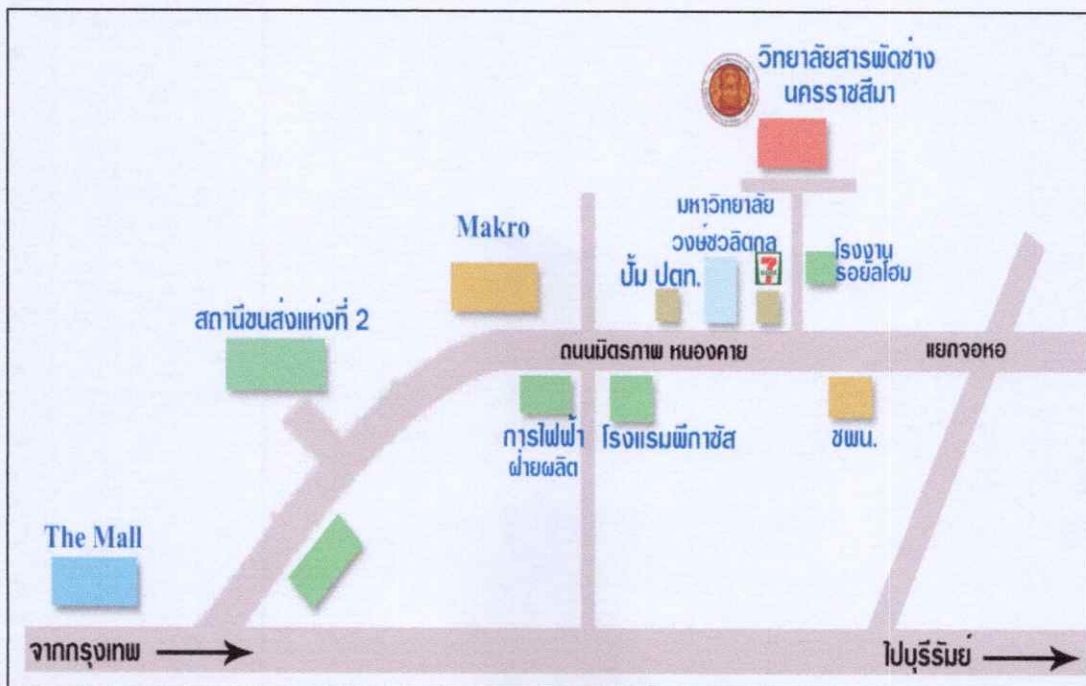 วิทยาลัยสารพัดช่าง
นครราชสีมา
มหาวิทยาลัย
วงษ์ชวลิตกุล
Makro
ปั้ม ปตท.
7
โรงงาน
รอยัลโฮม
สถานีขนส่งแห่งที่ 2
ถนนมิตรภาพ หนองคาย
แยกจอหอ
การไฟฟ้า
ฝ่ายผลิต
โรงแรมพีกาซัส
ชพน.
The Mall
จากกรุงเทพ
ไปบุรีรัมย์